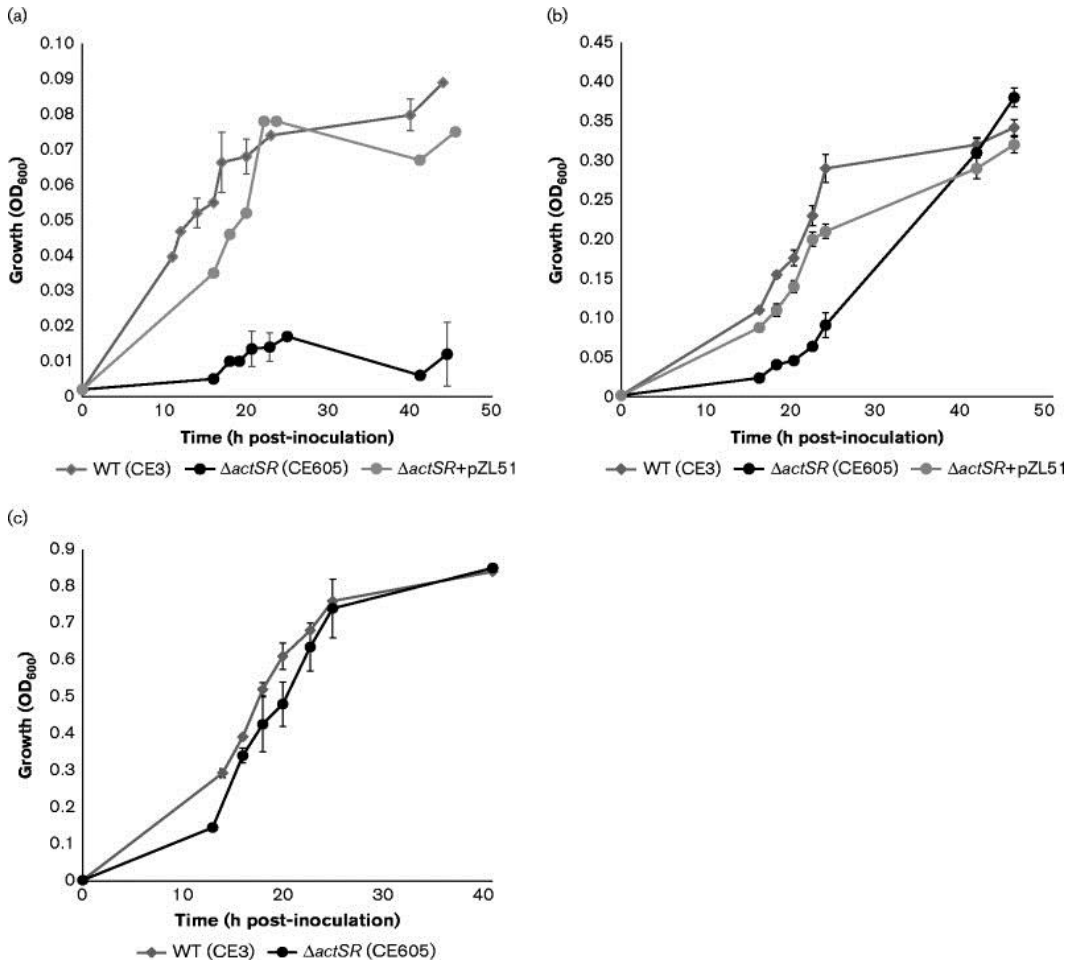 (a)
0.10
0.09
0.08
0.07
0.06
0.05
0.04
0.03
0.02
0.01
0
Growth (OD600)
0 10 20 30 40 50
Time (h post-inoculation)
WT (CE3) ΔactSR (CE605) ΔactSR+pZL51
(b)
0.45
0.40
0.35
0.30
0.25
0.20
0.15
0.10
0.05
0
Growth (OD600)
10 20 30 40 50
0
Time (h post-inoculation)
WT (CE3) ΔactSR (CE605) ΔactSR+pZL51
(c)
0.9
0.8
0.7
0.6
0.5
0.4
0.3
0.2
0.1
0
Growth (OD600)
0 10 20 30 40
Time (h post-inoculation)
WT (CE3) ΔactSR (CE605)